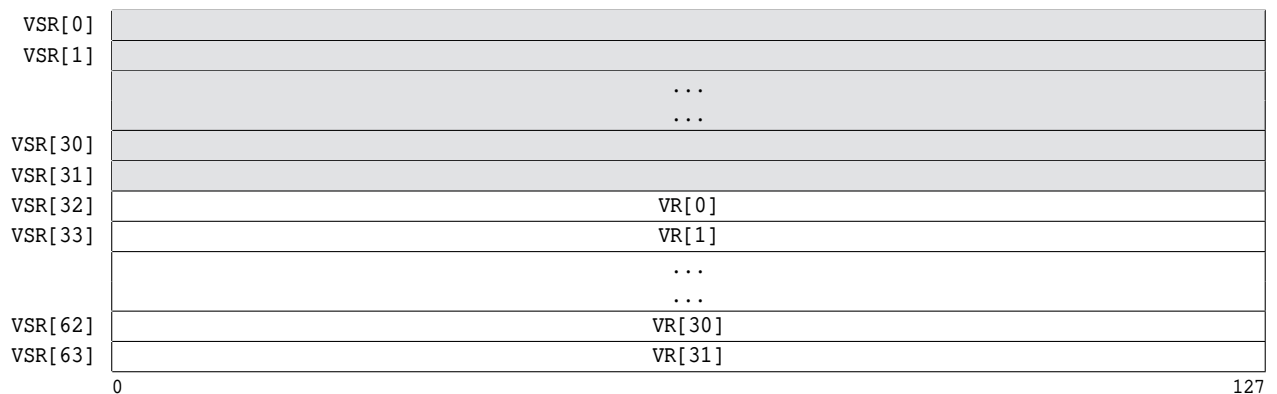 VSR[0]
VSR[1]
...
...
VSR[30]
VSR[31]
VSR[32] VR[0]
VSR[33] VR[1]
...
...
VSR[62] VR[30]
VSR[63] VR[31]
0 127